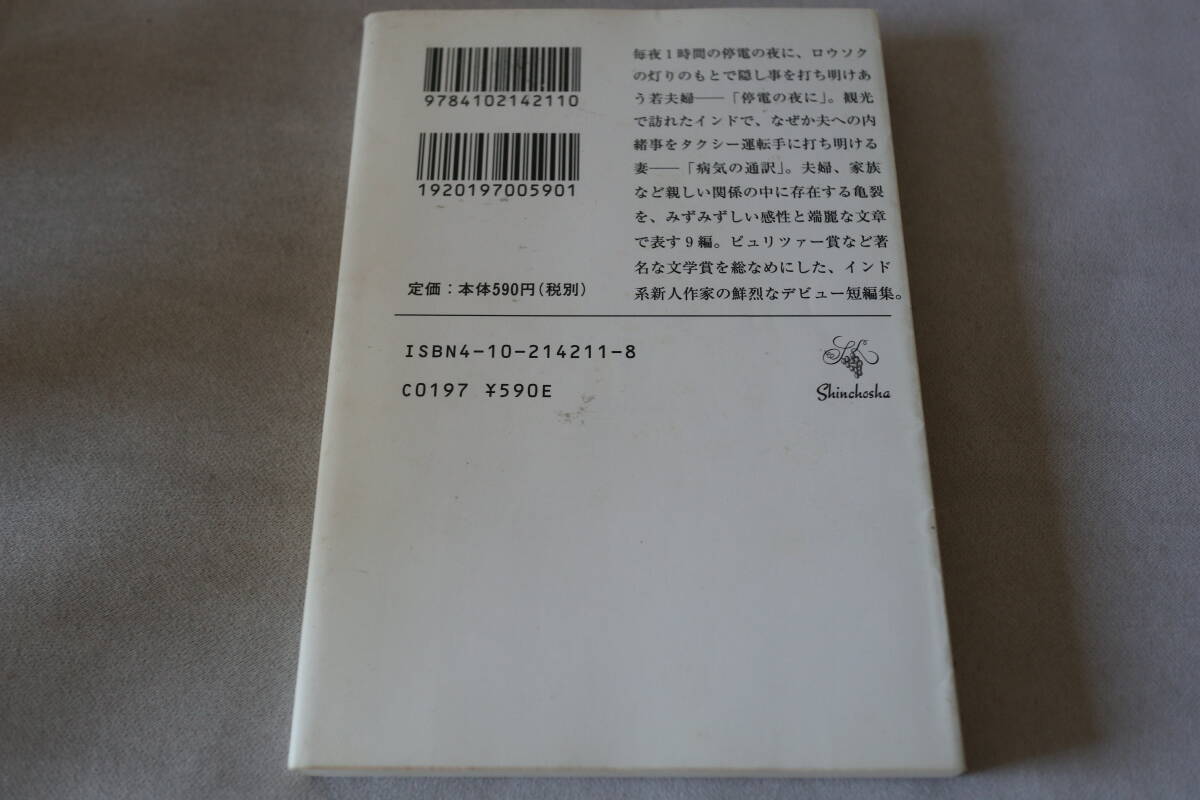 9784102142110
1920197005901
定価：本体590円（税別）
毎夜１時間の停電の夜に、ロウソク
の灯りのもとで隠し事を打ち明けあ
う若夫婦――「停電の夜に」。観光
で訪れたインドで、なぜか夫への内
緒事をタクシー運転手に打ち明ける
妻――「病気の通訳」。夫婦、家族
など親しい関係の中に存在する亀裂
を、みずみずしい感性と端麗な文章
で表す９編。ピュリツァー賞など著
名な文学賞を総なめにした、インド
系新人作家の鮮烈なデビュー短編集。
ISBN4-10-214211-8
C0197 ¥590E
Shinchosha